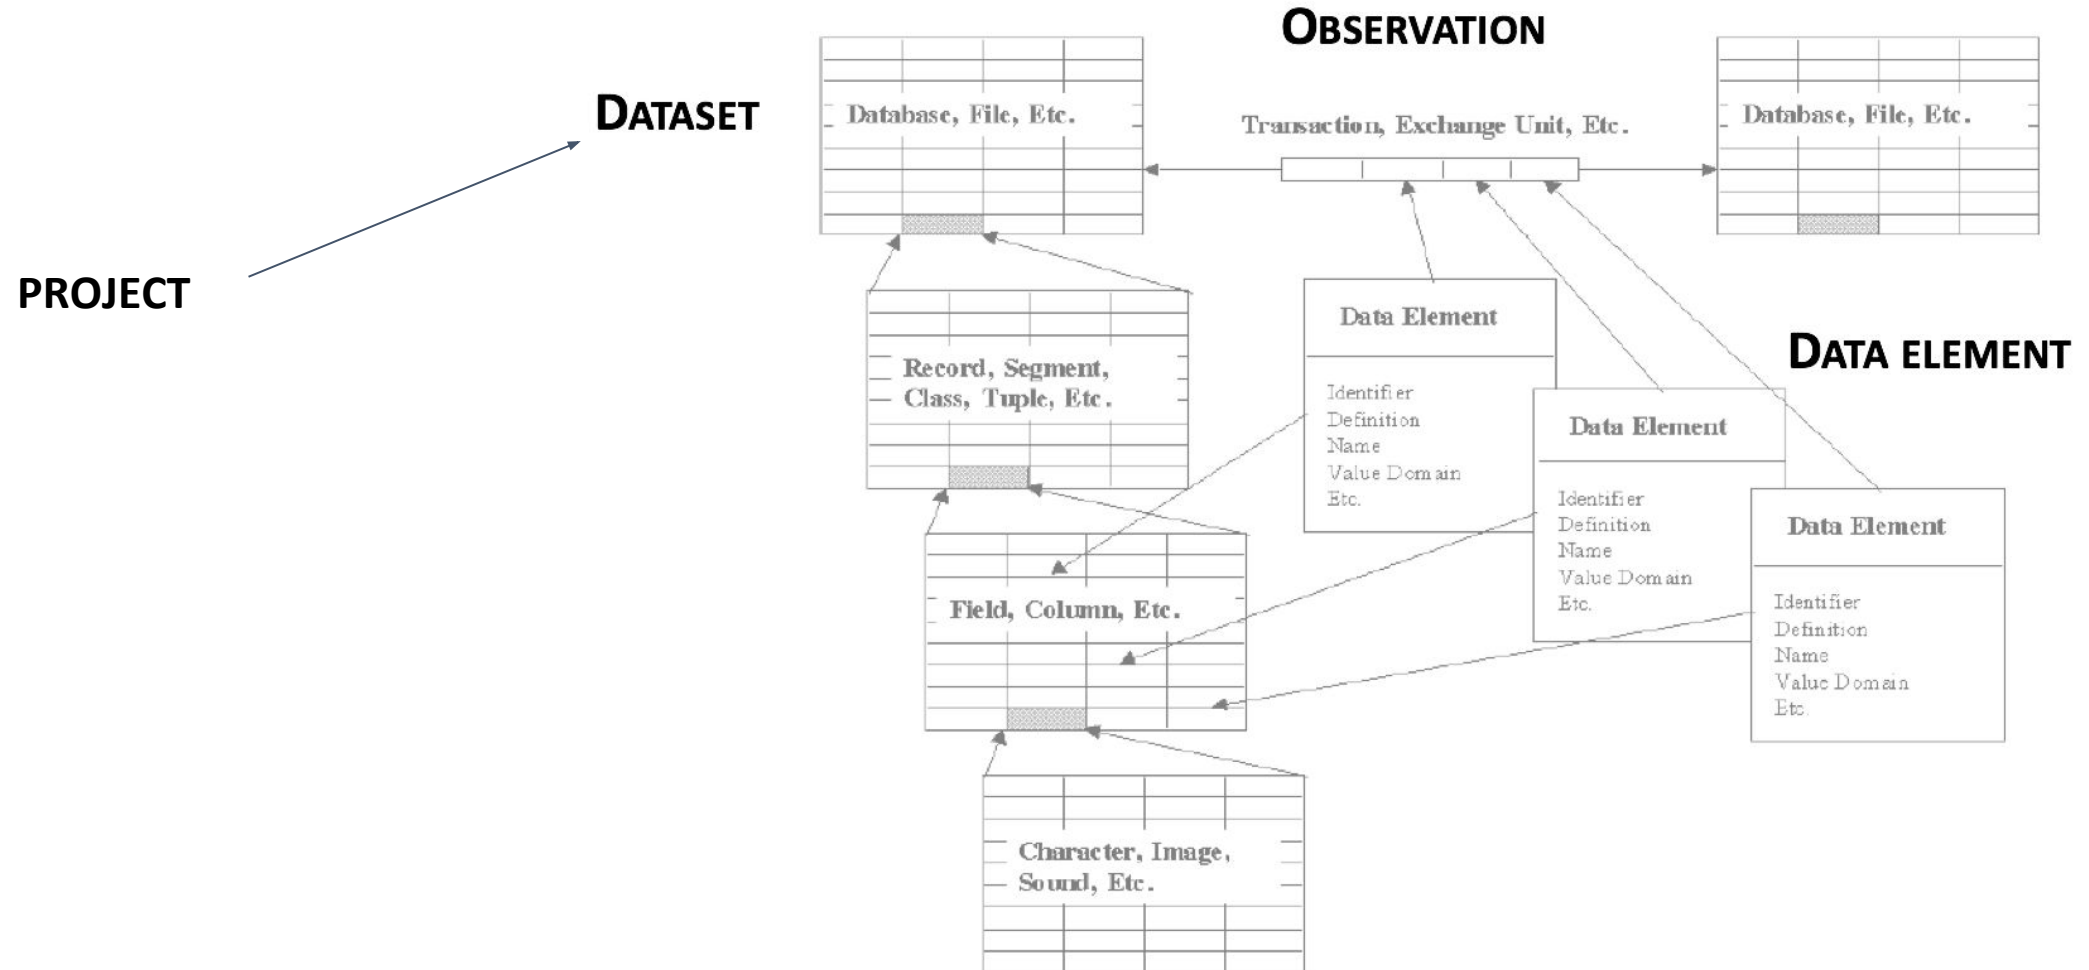 OBSERVATION
DATASET
Database, File, Etc.
Transaction, Exchange Unit, Etc.
Database, File, Etc.
PROJECT
Data Element
Identifier
Definition
Name
Value Domain
Etc.
DATA ELEMENT
Record, Segment,
Class, Tuple, Etc.
Data Element
Identifier
Definition
Name
Value Domain
Etc.
Data Element
Identifier
Definition
Name
Value Domain
Etc
Field, Column, Etc.
Character, Image,
Sound, Etc.